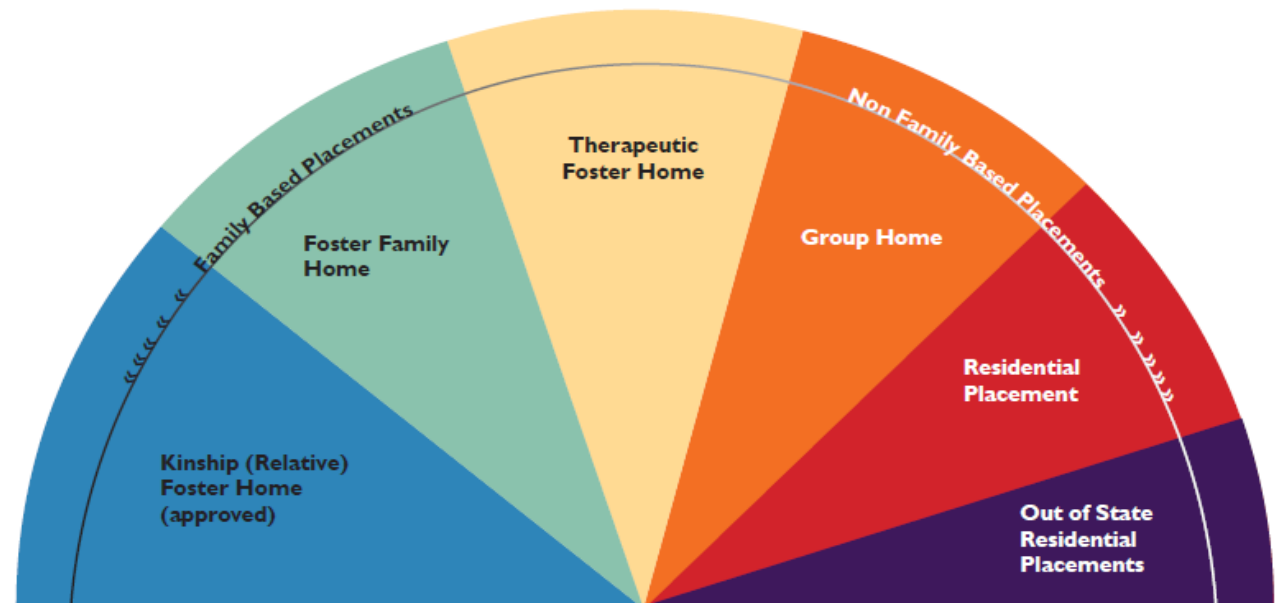 ««« « « Family Based Placements
Non Family Based Placements » » »»»
Therapeutic
Foster Home
Foster Family
Home
Group Home
Residential
Placement
Kinship (Relative)
Foster Home
(approved)
Out of State
Residential
Placements